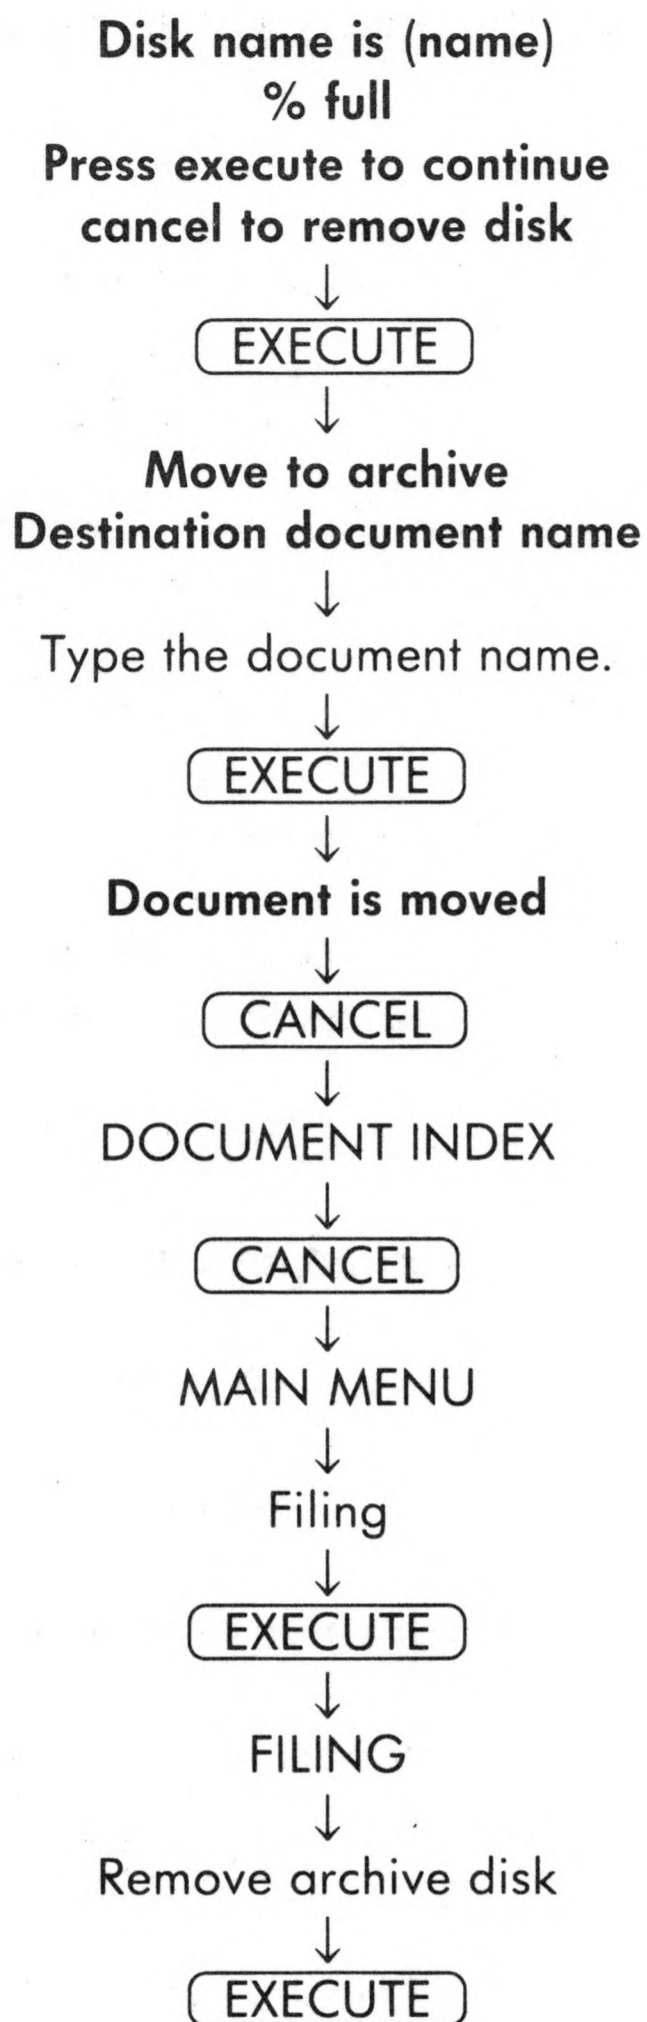 Disk name is (name)
% full
Press execute to continue
cancel to remove disk
↓
EXECUTE
↓
Move to archive
Destination document name
↓
Type the document name.
↓
EXECUTE
↓
Document is moved
↓
CANCEL
↓
DOCUMENT INDEX
↓
CANCEL
↓
MAIN MENU
↓
Filing
↓
EXECUTE
↓
FILING
↓
Remove archive disk
↓
EXECUTE